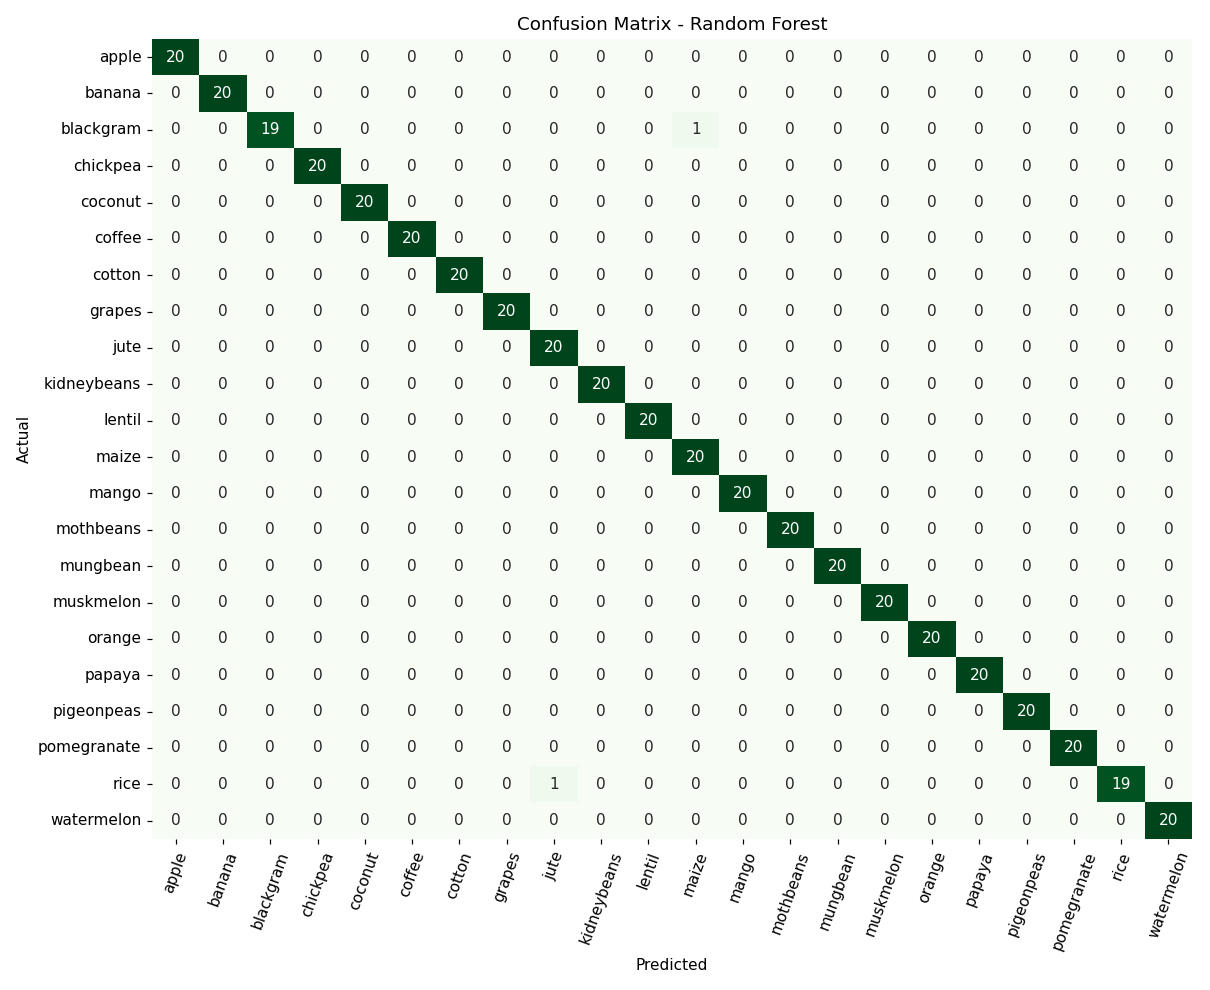 Confusion Matrix - Random Forest
apple 20 0 0 0 0 0 0 0 0 0 0 0 0 0 0 0 0 0 0 0 0 0
banana 0 20 0 0 0 0 0 0 0 0 0 0 0 0 0 0 0 0 0 0 0 0
blackgram 0 0 19 0 0 0 0 0 0 0 0 1 0 0 0 0 0 0 0 0 0 0
chickpea 0 0 0 20 0 0 0 0 0 0 0 0 0 0 0 0 0 0 0 0 0 0
coconut 0 0 0 0 20 0 0 0 0 0 0 0 0 0 0 0 0 0 0 0 0 0
coffee 0 0 0 0 0 20 0 0 0 0 0 0 0 0 0 0 0 0 0 0 0 0
cotton 0 0 0 0 0 0 20 0 0 0 0 0 0 0 0 0 0 0 0 0 0 0
grapes 0 0 0 0 0 0 0 20 0 0 0 0 0 0 0 0 0 0 0 0 0 0
jute 0 0 0 0 0 0 0 0 20 0 0 0 0 0 0 0 0 0 0 0 0 0
kidneybeans 0 0 0 0 0 0 0 0 0 20 0 0 0 0 0 0 0 0 0 0 0 0
lentil 0 0 0 0 0 0 0 0 0 0 20 0 0 0 0 0 0 0 0 0 0 0
maize 0 0 0 0 0 0 0 0 0 0 0 20 0 0 0 0 0 0 0 0 0 0
mango 0 0 0 0 0 0 0 0 0 0 0 0 20 0 0 0 0 0 0 0 0 0
mothbeans 0 0 0 0 0 0 0 0 0 0 0 0 0 20 0 0 0 0 0 0 0 0
mungbean 0 0 0 0 0 0 0 0 0 0 0 0 0 0 20 0 0 0 0 0 0 0
muskmelon 0 0 0 0 0 0 0 0 0 0 0 0 0 0 0 20 0 0 0 0 0 0
orange 0 0 0 0 0 0 0 0 0 0 0 0 0 0 0 0 20 0 0 0 0 0
papaya 0 0 0 0 0 0 0 0 0 0 0 0 0 0 0 0 0 20 0 0 0 0
pigeonpeas 0 0 0 0 0 0 0 0 0 0 0 0 0 0 0 0 0 0 20 0 0 0
pomegranate 0 0 0 0 0 0 0 0 0 0 0 0 0 0 0 0 0 0 0 20 0 0
rice 0 0 0 0 0 0 0 0 1 0 0 0 0 0 0 0 0 0 0 0 19 0
watermelon 0 0 0 0 0 0 0 0 0 0 0 0 0 0 0 0 0 0 0 0 0 20
Actual
apple banana blackgram chickpea coconut coffee cotton grapes jute kidneybeans lentil maize mango mothbeans mungbean muskmelon orange papaya pigeonpeas pomegranate rice watermelon
Predicted